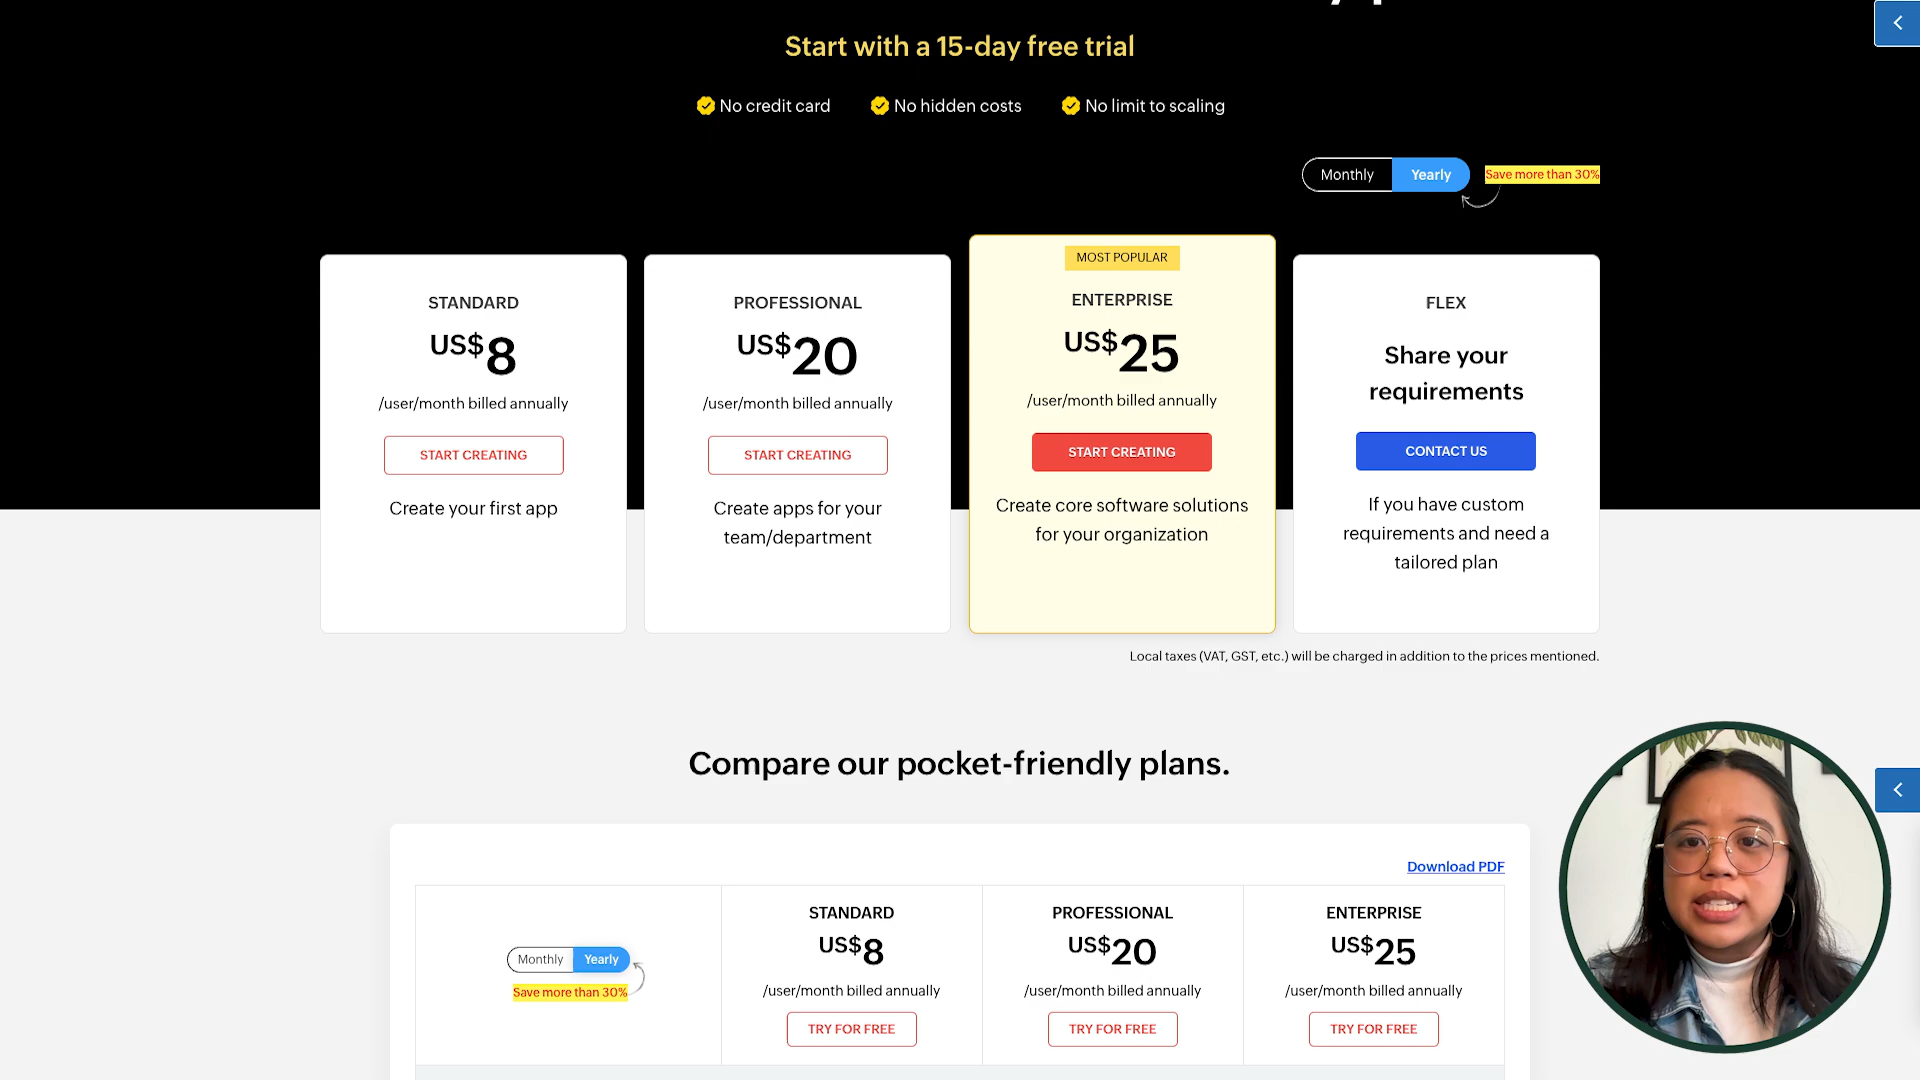 Start with a 15-day free trial
No credit card
No hidden costs
No limit to scaling
Monthly
Yearly
Save more than 30%
STANDARD
US$8
/user/month billed annually
START CREATING
Create your first app
PROFESSIONAL
US$20
/user/month billed annually
START CREATING
Create apps for your
team/department
MOST POPULAR
ENTERPRISE
US$25
/user/month billed annually
START CREATING
Create core software solutions
for your organization
FLEX
Share your
requirements
CONTACT US
If you have custom
requirements and need a
tailored plan
Local taxes (VAT, GST, etc.) will be charged in addition to the prices mentioned.
Compare our pocket-friendly plans.
Download PDF
Monthly
Yearly
Save more than 30%
STANDARD
US$8
/user/month billed annually
TRY FOR FREE
PROFESSIONAL
US$20
/user/month billed annually
TRY FOR FREE
ENTERPRISE
US$25
/user/month billed annually
TRY FOR FREE